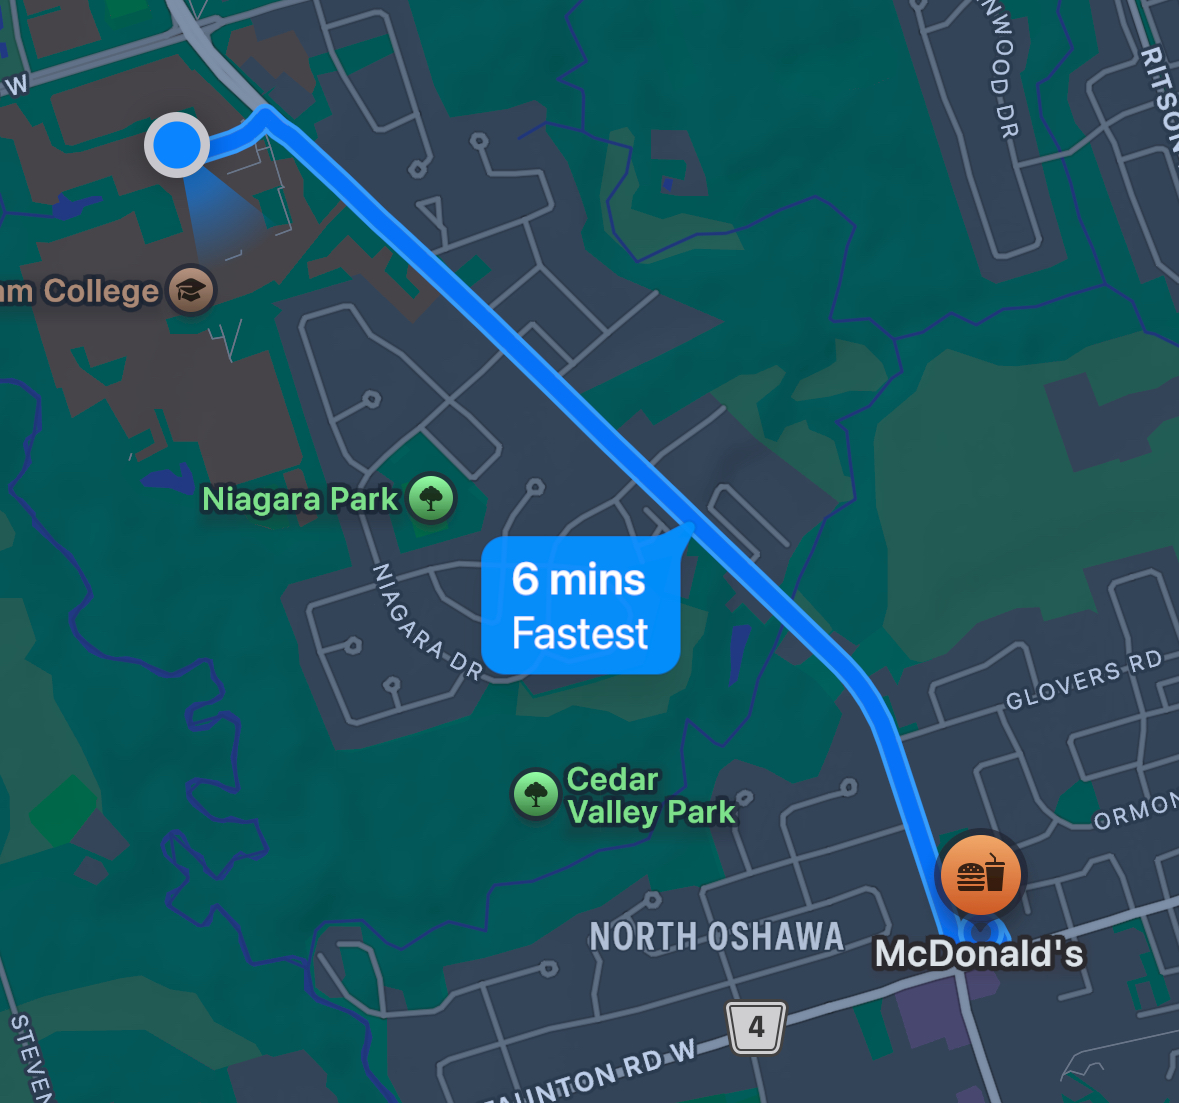 W
NWOOD DR
RITSON
am College
Niagara Park
NIAGARA DR
6 mins
Fastest
GLOVERS RD
Cedar
Valley Park
ORMON
NORTH OSHAWA
McDonald's
4
TAUNTON RD W
STEVEN